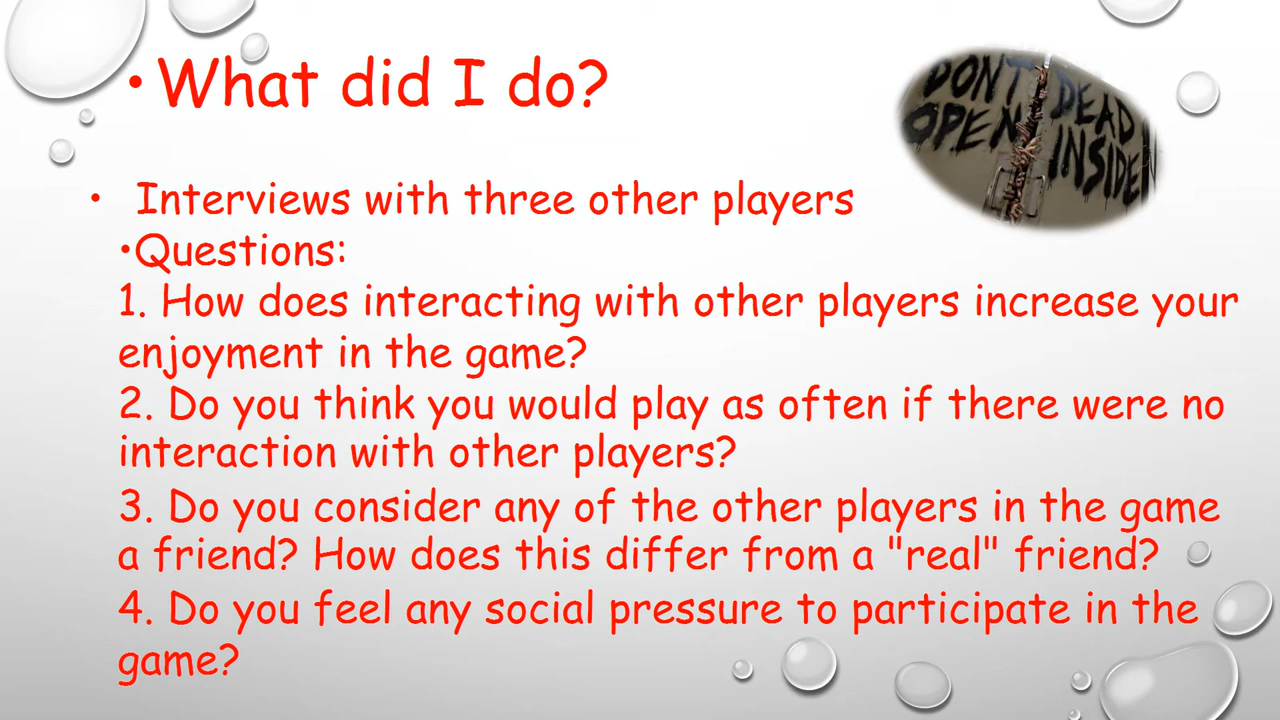 • What did I do?
DON'T DEAD
OPEN INSIDE
• Interviews with three other players
•Questions:
1. How does interacting with other players increase your
enjoyment in the game?
2. Do you think you would play as often if there were no
interaction with other players?
3. Do you consider any of the other players in the game
a friend? How does this differ from a "real" friend?
4. Do you feel any social pressure to participate in the
game?